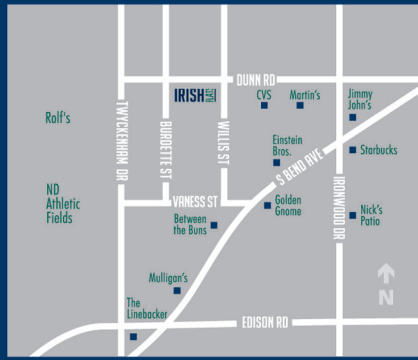 DUNN RD
IRISH FLATS
CVS
Martin's
Jimmy
John's
Rolf's
TWYCKENHAM DR
BURDETTE ST
WILLIS ST
Einstein
Bros.
S BEND AVE
Starbucks
IRONWOOD DR
ND
Athletic
Fields
VANESS ST
Golden
Gnome
Nick's
Patio
Between
the Buns
Mulligan's
N
The
Linebacker
EDISON RD